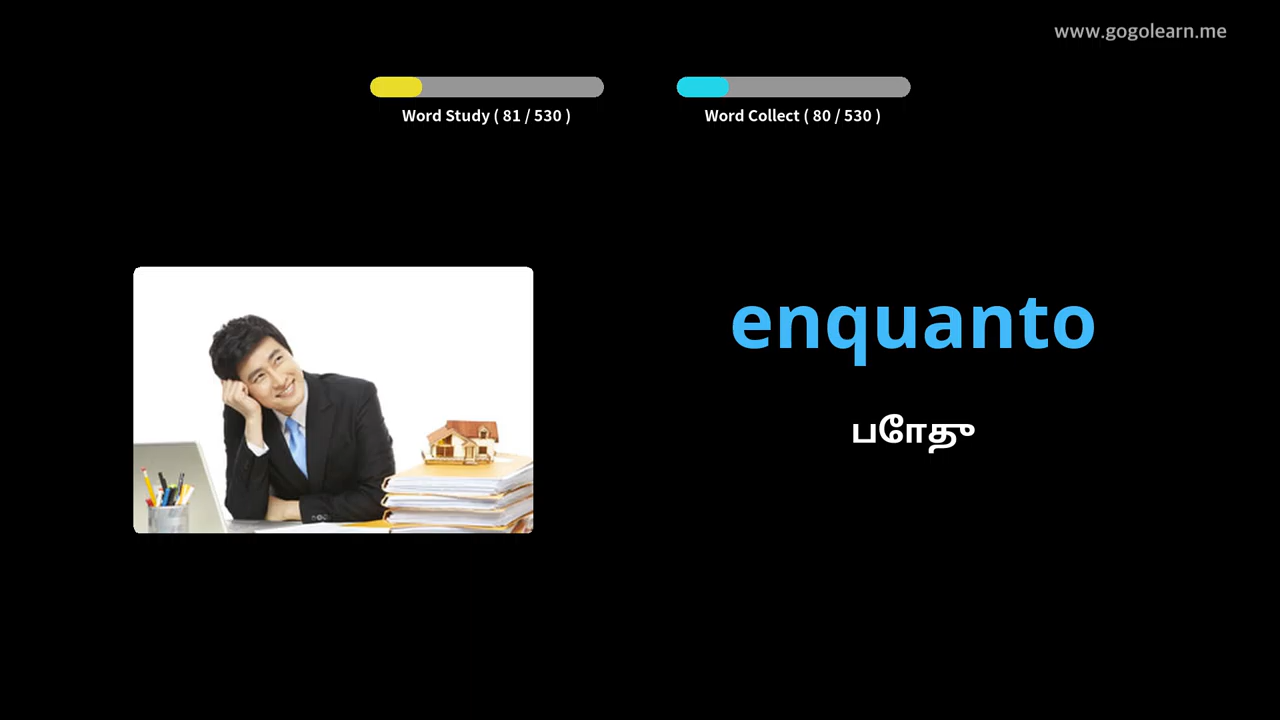 www.gogolearn.me
Word Study ( 81 / 530 )
Word Collect ( 80 / 530 )
enquanto
போது